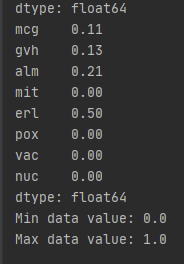 dtype: float64
mcg    0.11
gvh    0.13
alm    0.21
mit    0.00
erl    0.50
pox    0.00
vac    0.00
nuc    0.00
dtype: float64
Min data value: 0.0
Max data value: 1.0